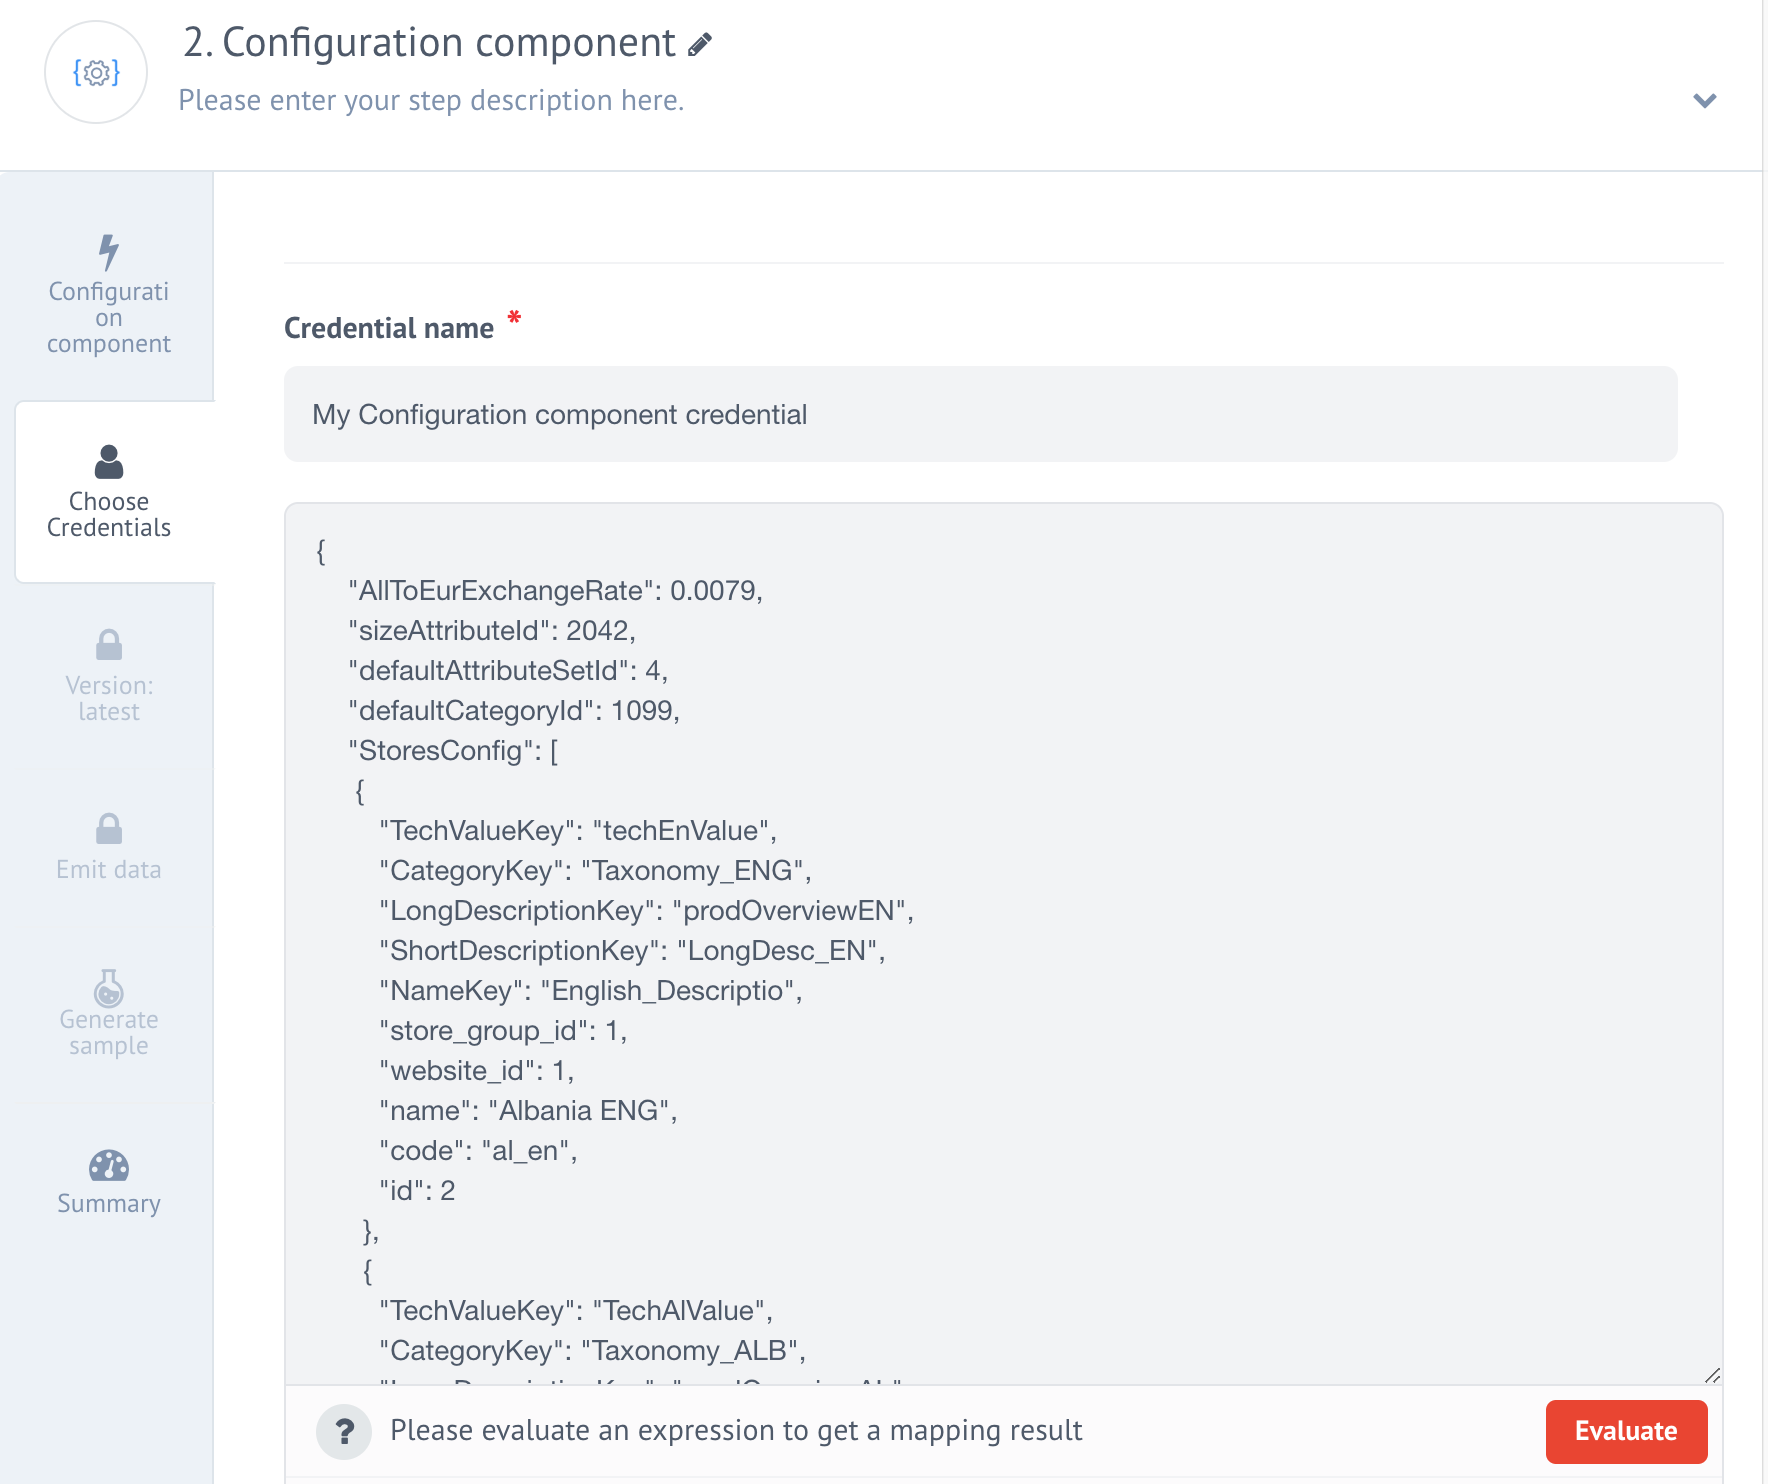 2. Configuration component
Please enter your step description here.
Configurati
on
component
Choose
Credentials
Version:
latest
Emit data
Generate
sample
Summary
Credential name *
My Configuration component credential
{
"AllToEurExchangeRate": 0.0079,
"sizeAttributeId": 2042,
"defaultAttributeSetId": 4,
"defaultCategoryId": 1099,
"StoresConfig": [
{
"TechValueKey": "techEnValue",
"CategoryKey": "Taxonomy_ENG",
"LongDescriptionKey": "prodOverviewEN",
"ShortDescriptionKey": "LongDesc_EN",
"NameKey": "English_Descriptio",
"store_group_id": 1,
"website_id": 1,
"name": "Albania ENG",
"code": "al_en",
"id": 2
},
{
"TechValueKey": "TechAlValue",
"CategoryKey": "Taxonomy_ALB",
? Please evaluate an expression to get a mapping result
Evaluate